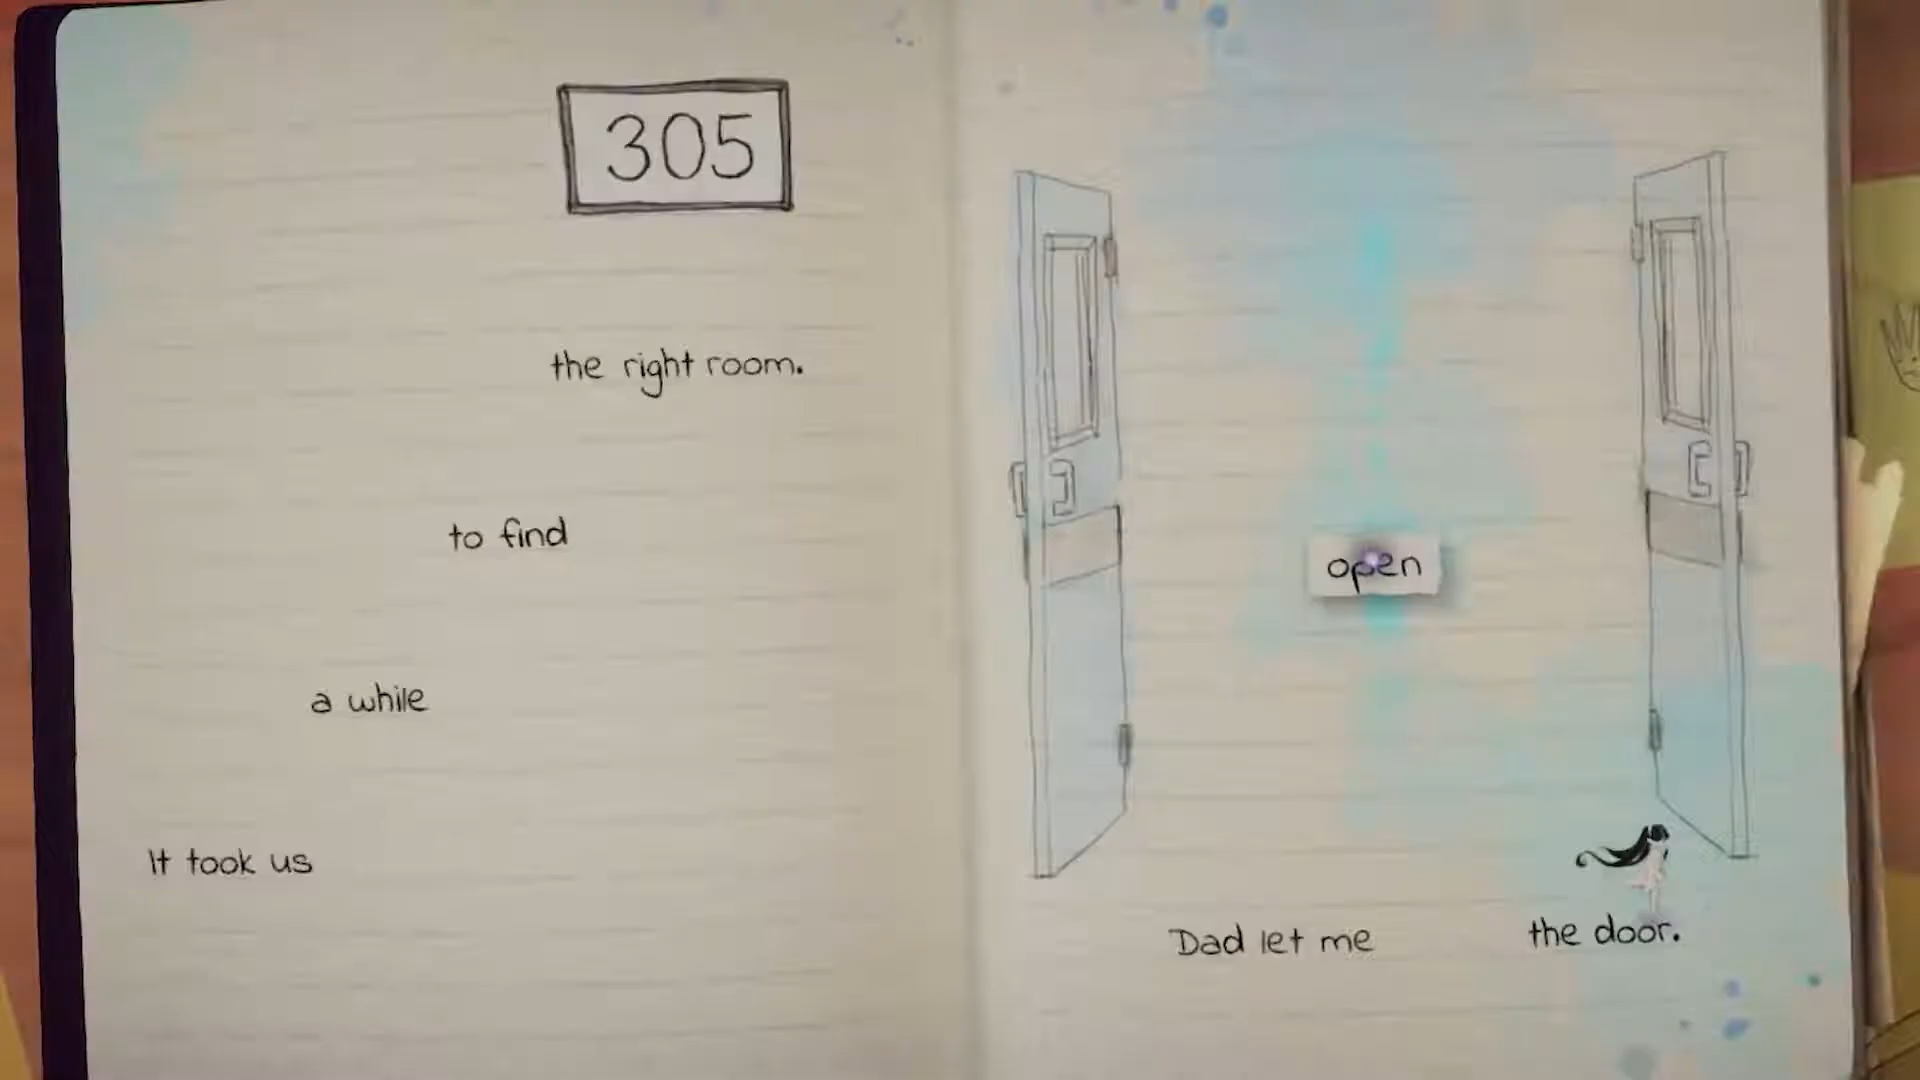 305
the right room.
to find
a while
It took us
open
Dad let me the door.